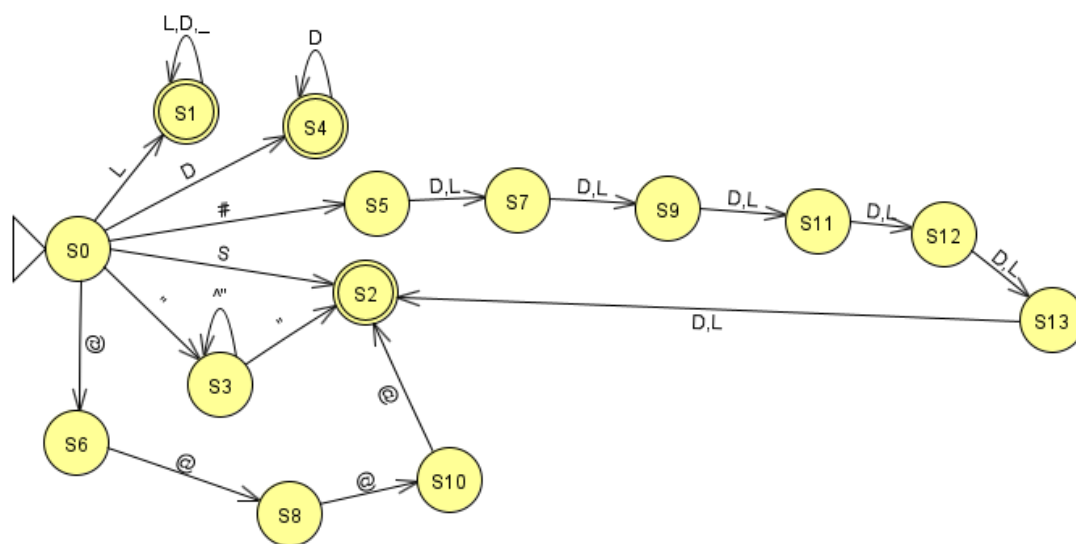 L,D,_
D
S1
S4
L
D
#
S5
D,L
S7
D,L
S9
D,L
S11
D,L
S12
D,L
S0
S
"
^"
"
S2
S13
D,L
@
S3
@
S6
@
S8
@
S10